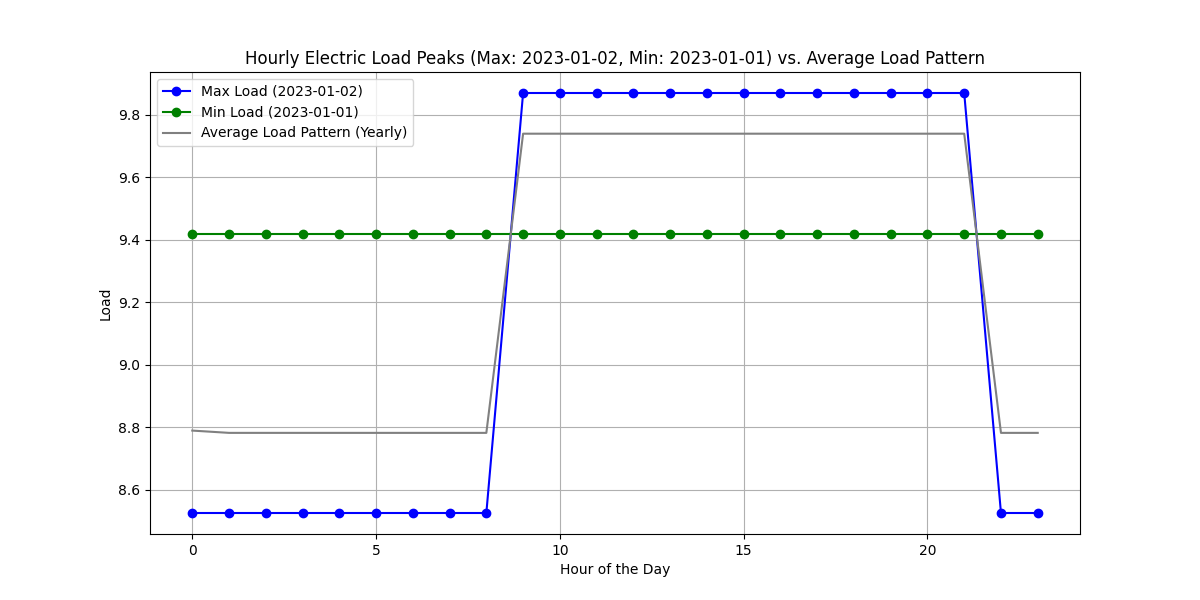 Hourly Electric Load Peaks (Max: 2023-01-02, Min: 2023-01-01) vs. Average Load Pattern
Max Load (2023-01-02)
Min Load (2023-01-01)
Average Load Pattern (Yearly)
9.8
9.6
9.4
9.2
9.0
8.8
8.6
Load
0
5
10
15
20
Hour of the Day